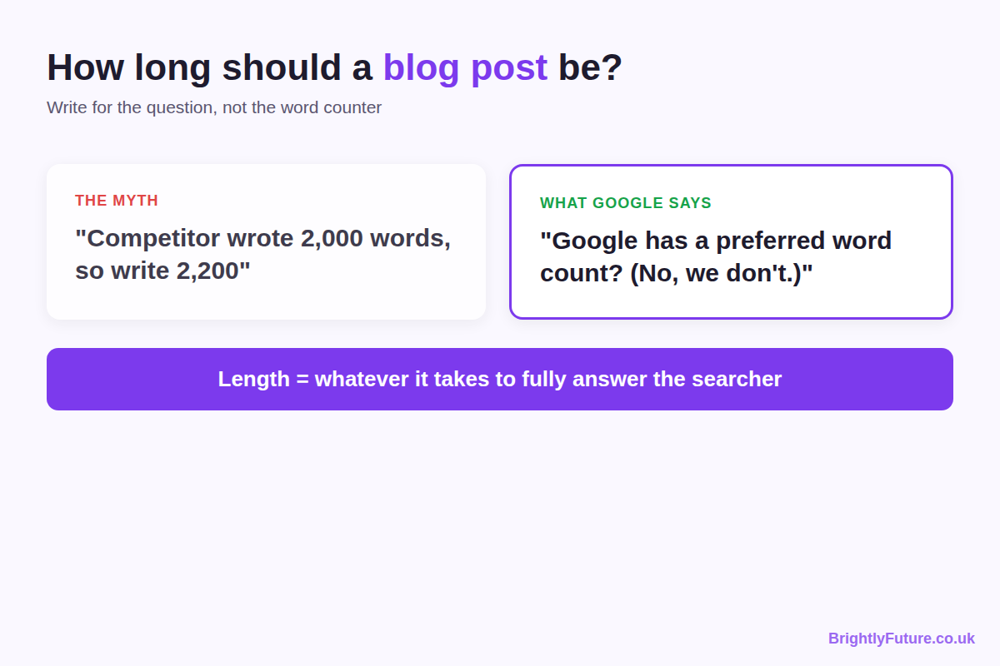 How long should a blog post be?
Write for the question, not the word counter
THE MYTH
"Competitor wrote 2,000 words,
so write 2,200"
WHAT GOOGLE SAYS
"Google has a preferred word
count? (No, we don't.)"
Length = whatever it takes to fully answer the searcher
BrightlyFuture.co.uk